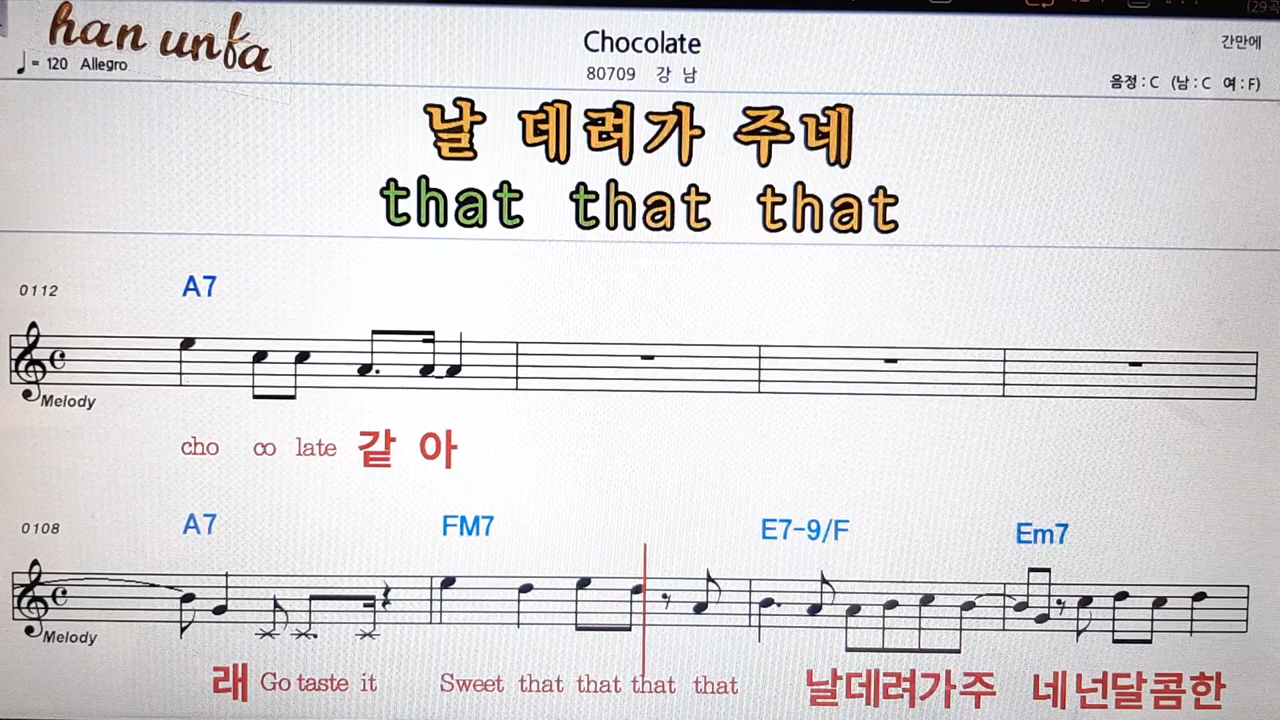 han unfa
Chocolate
간만에
♩= 120 Allegro
80709 강 남
음정 : C (남 : C 여 : F)
날 데려가 주네
that that that
0112 A7
Melody
cho co late 같 아
0108 A7 FM7 E7-9/F Em7
Melody
래 Go taste it Sweet that that that that 날데려가주 네넌달콤한